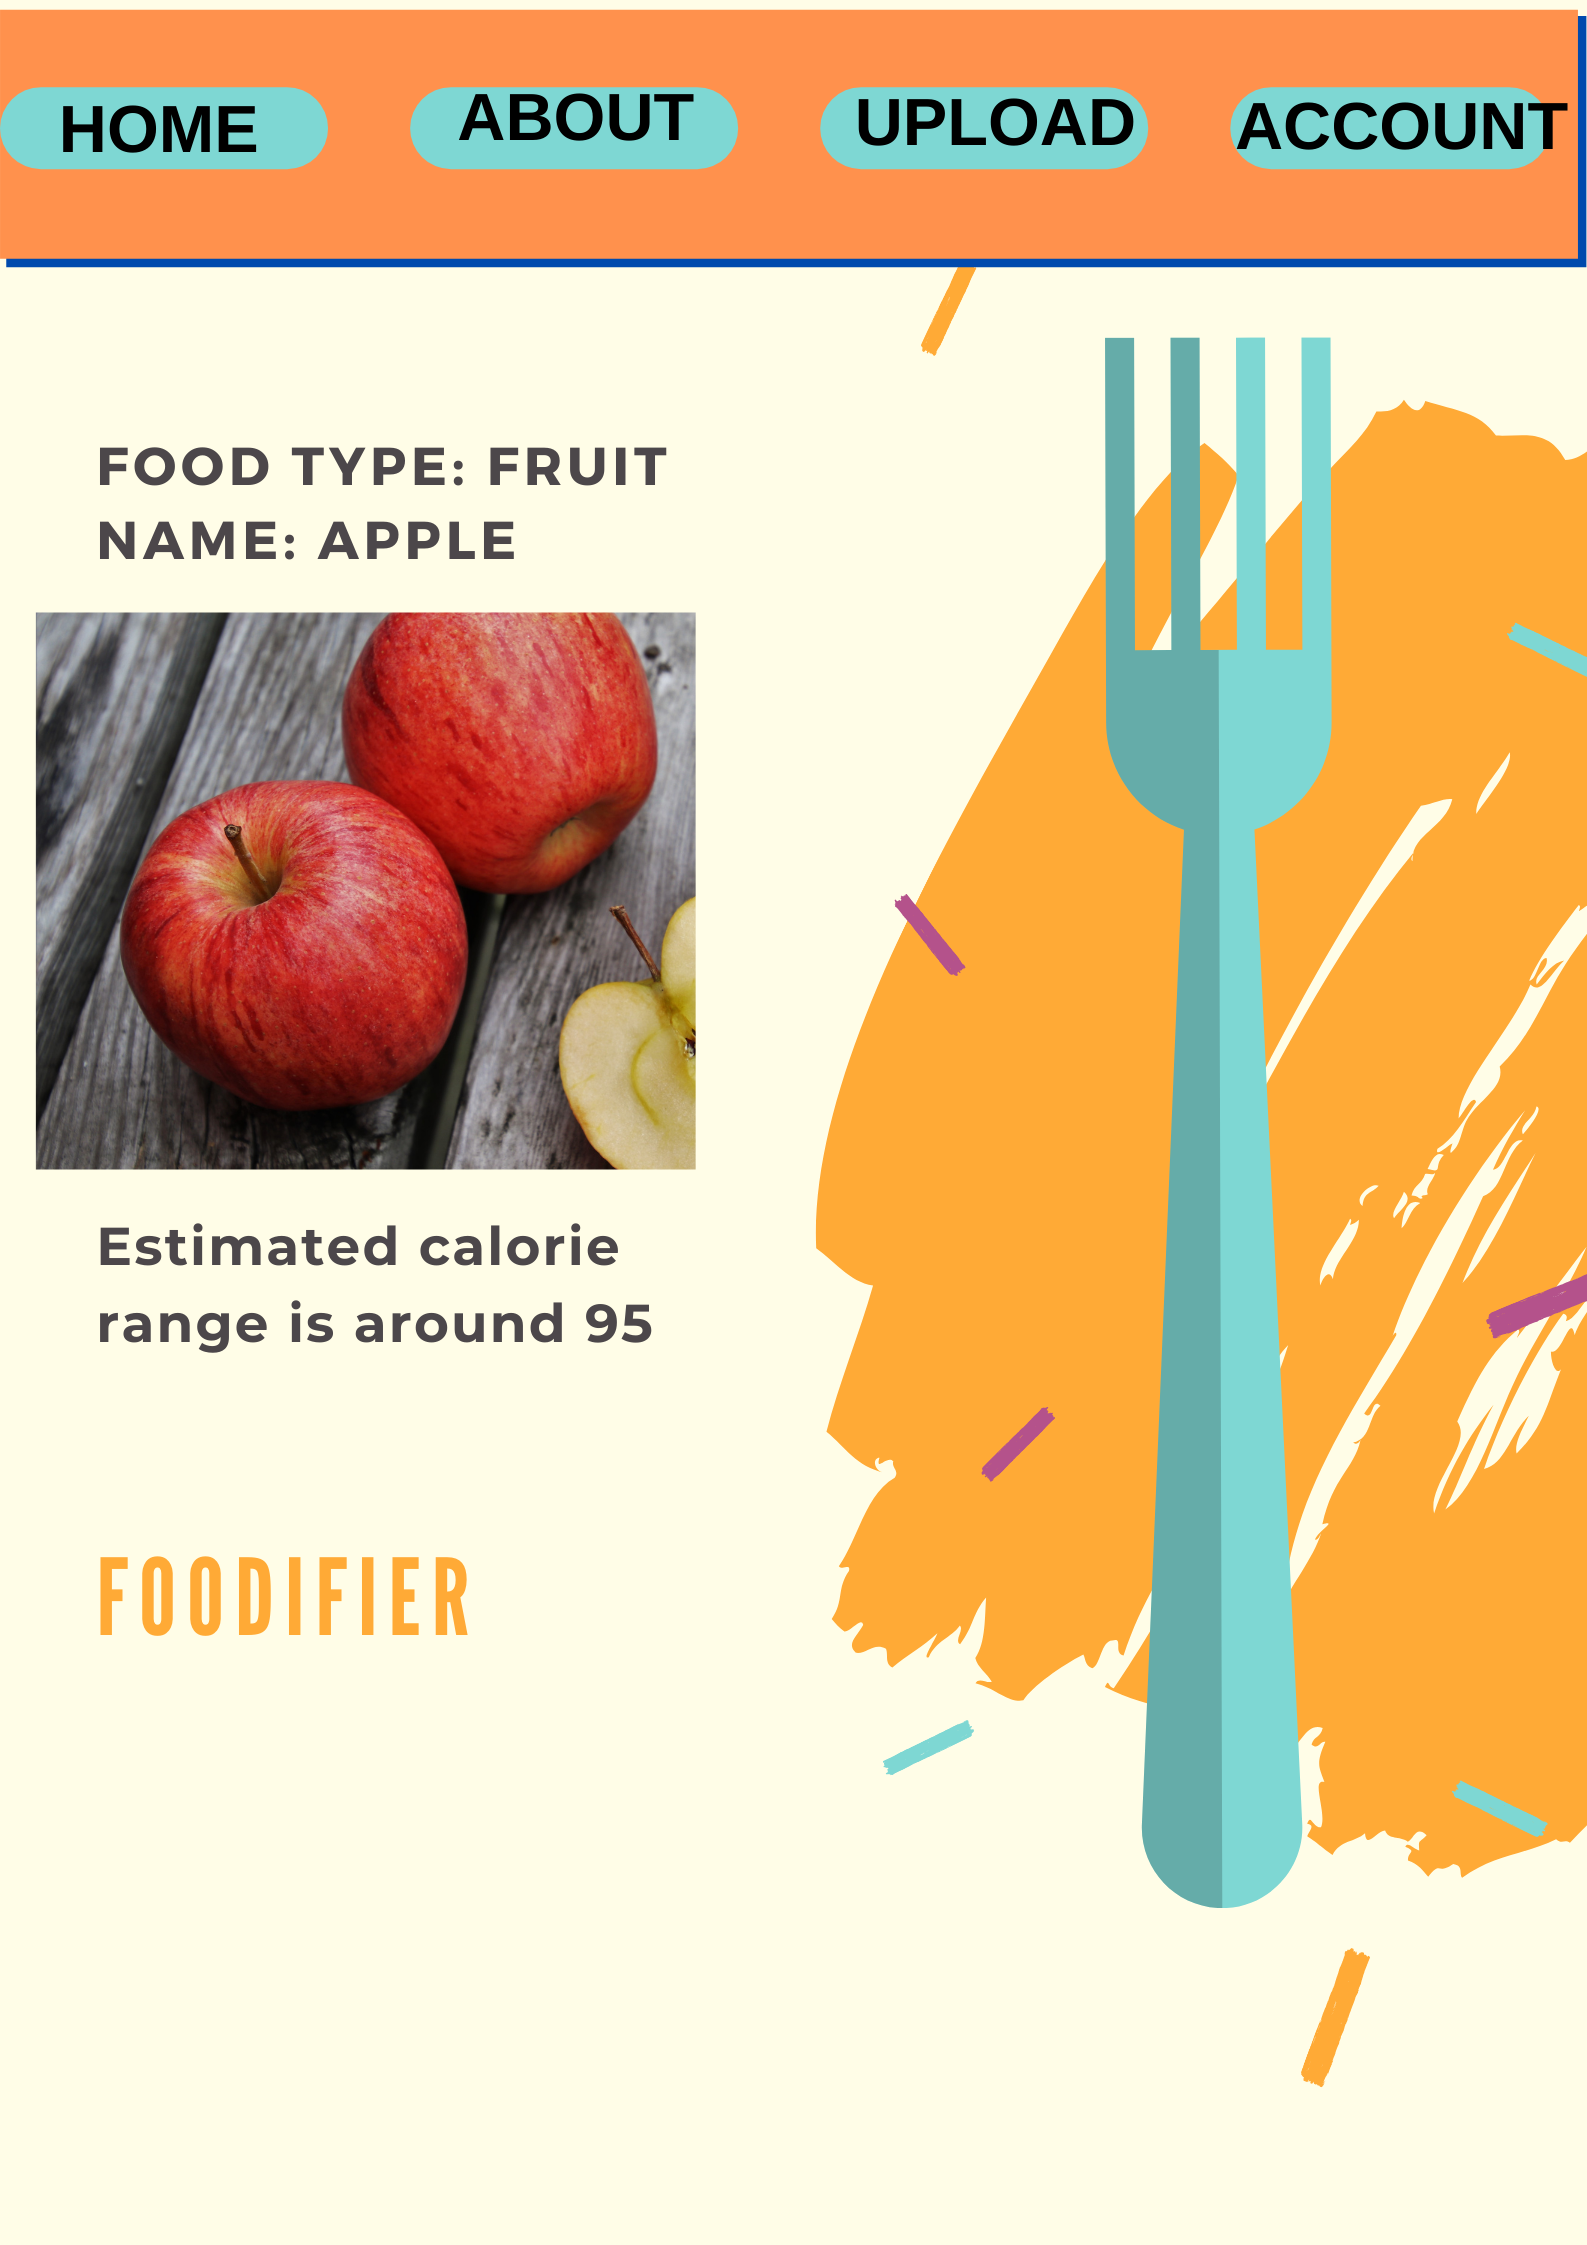 HOME
ABOUT
UPLOAD
ACCOUNT
FOOD TYPE: FRUIT
NAME: APPLE
Estimated calorie
range is around 95
FOODIFIER